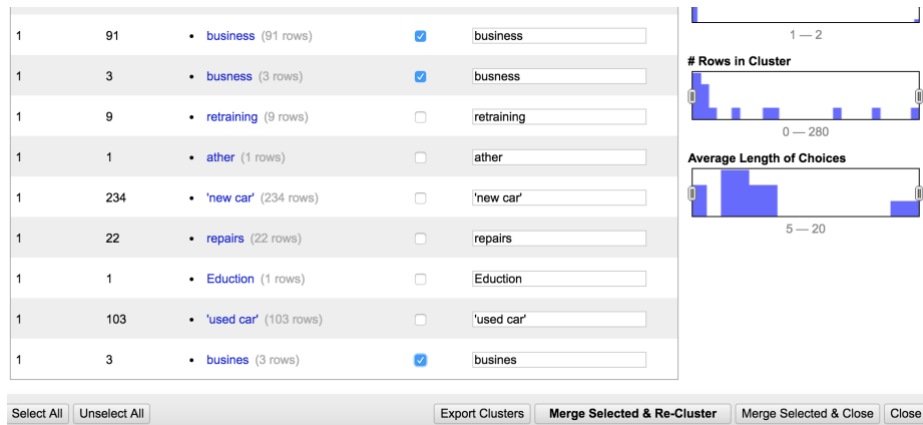 1 — 2
1 91 • business (91 rows) business
# Rows in Cluster
1 3 • busness (3 rows) busness
1 9 • retraining (9 rows) retraining
0 — 280
1 1 • ather (1 rows) ather
Average Length of Choices
1 234 • 'new car' (234 rows) 'new car'
1 22 • repairs (22 rows) repairs
5 — 20
1 1 • Eduction (1 rows) Eduction
1 103 • 'used car' (103 rows) 'used car'
1 3 • busines (3 rows) busines
Select All Unselect All Export Clusters Merge Selected & Re-Cluster Merge Selected & Close Close